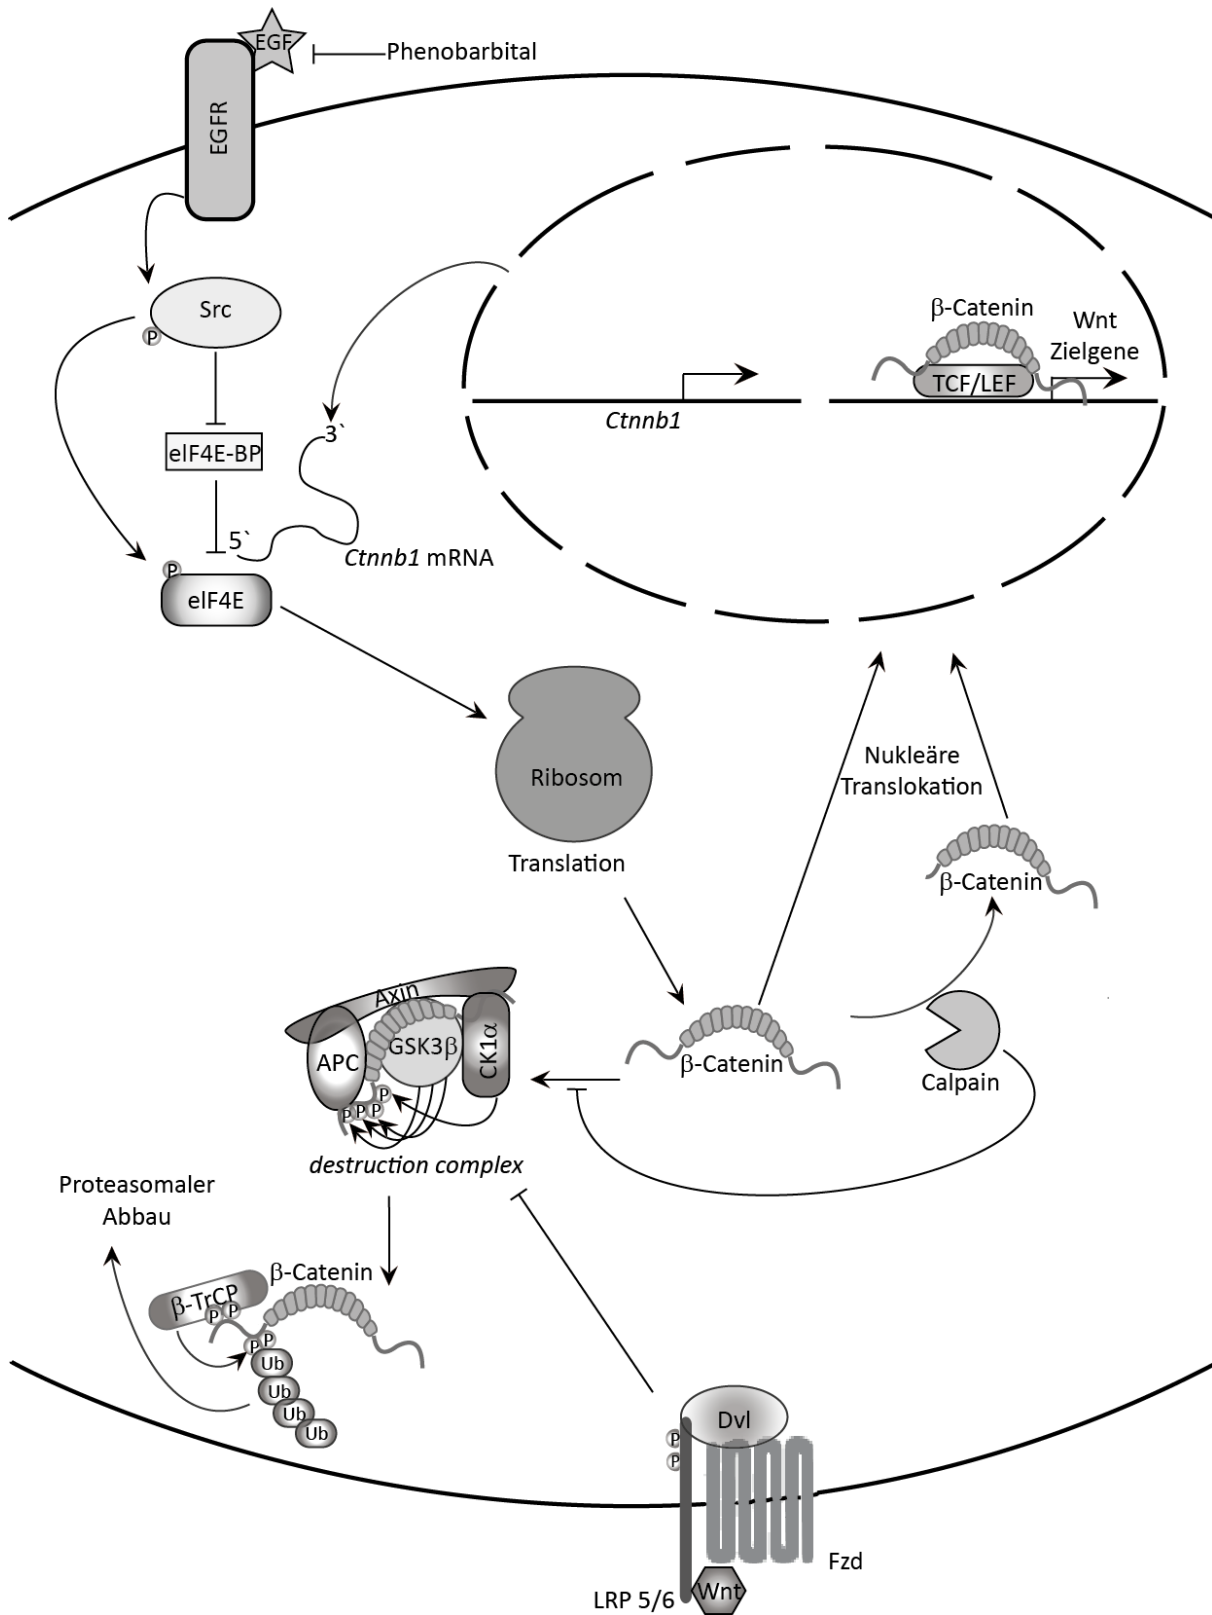 EGF
Phenobarbital
EGFR
Src
P
eIF4E-BP
5`
3`
Ctnnb1 mRNA
P
eIF4E
β-Catenin
TCF/LEF
Wnt
Zielgene
Ctnnb1
Ribosom
Translation
Nukleäre
Translokation
β-Catenin
β-Catenin
Calpain
Axin
APC
GSK3β
CK1α
P
P
P
P
destruction complex
Proteasomaler
Abbau
β-TrCP
β-Catenin
P
P
P
P
Ub
Ub
Ub
Ub
Dvl
P
P
Fzd
LRP 5/6
Wnt